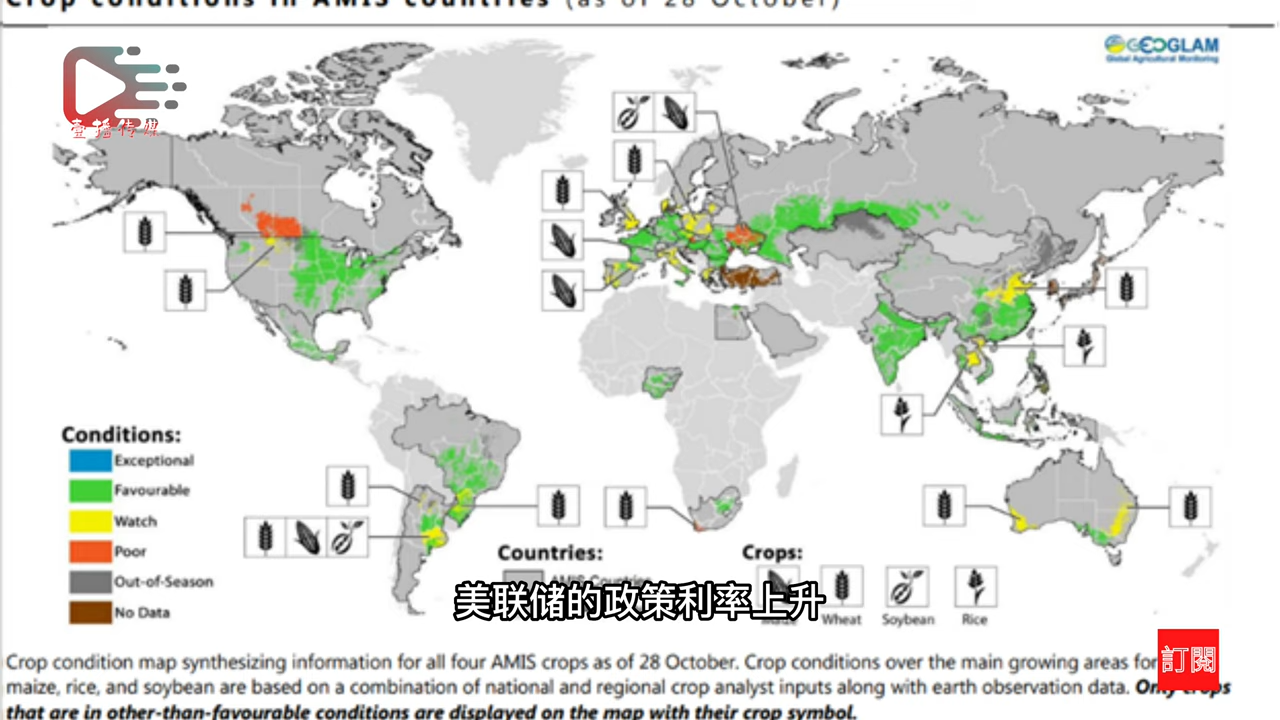 Crop conditions in AMIS countries (as of 28 October)
GEOGLAM
Global Agricultural Monitoring
壹播传媒
Conditions:
Exceptional
Favourable
Watch
Poor
Out-of-Season
No Data
Countries:
AMIS Countries
Crops:
Maize
Wheat
Soybean
Rice
美联储的政策利率上升
訂閱
Crop condition map synthesizing information for all four AMIS crops as of 28 October. Crop conditions over the main growing areas for
maize, rice, and soybean are based on a combination of national and regional crop analyst inputs along with earth observation data. Only crops
that are in other-than-favourable conditions are displayed on the map with their crop symbol.